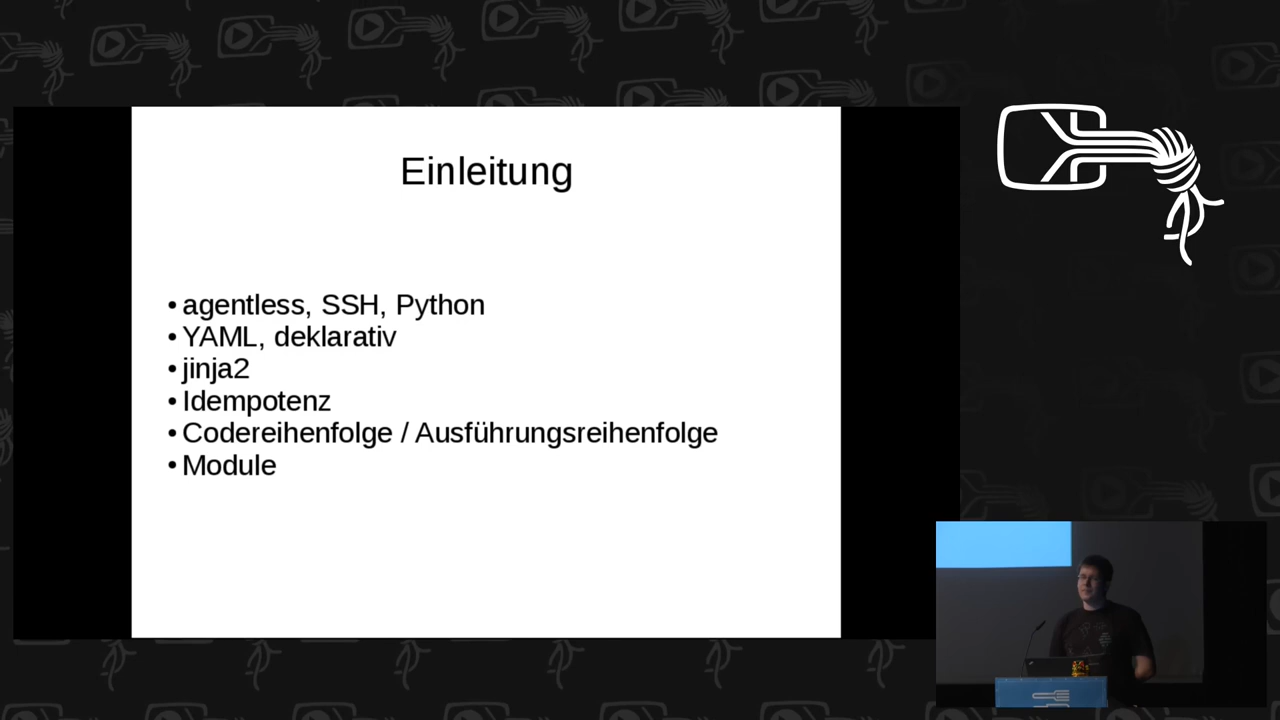 Einleitung
• agentless, SSH, Python
• YAML, deklarativ
• jinja2
• Idempotenz
• Codereihenfolge / Ausführungsreihenfolge
• Module